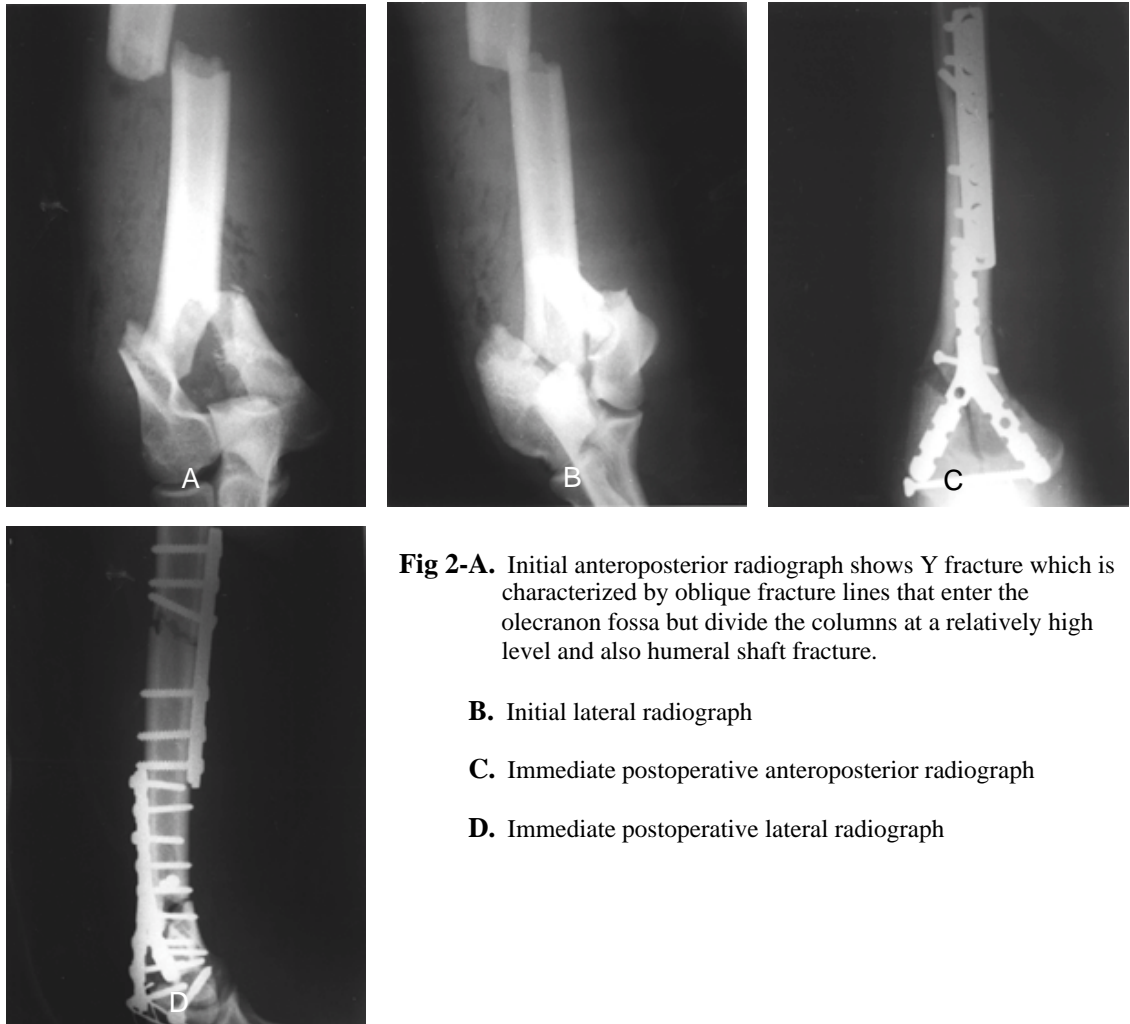 A
B
C
D
Fig 2-A. Initial anteroposterior radiograph shows Y fracture which is
characterized by oblique fracture lines that enter the
olecranon fossa but divide the columns at a relatively high
level and also humeral shaft fracture.
B. Initial lateral radiograph
C. Immediate postoperative anteroposterior radiograph
D. Immediate postoperative lateral radiograph